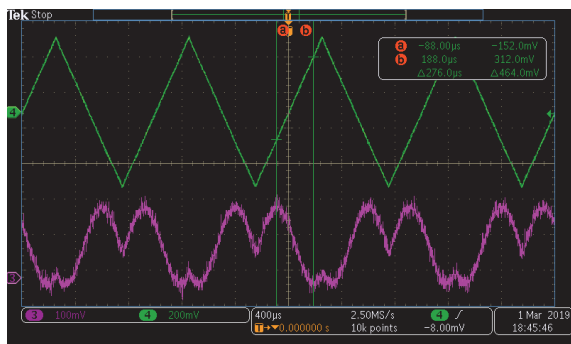 Tek Stop
T
a b
a -88.00µs -152.0mV
b 188.0µs 312.0mV
Δ276.0µs Δ464.0mV
4
3
3 100mV 4 200mV
400µs 2.50MS/s 4 ∫
T→▼0.000000 s 10k points -8.00mV
1 Mar 2019
18:45:46